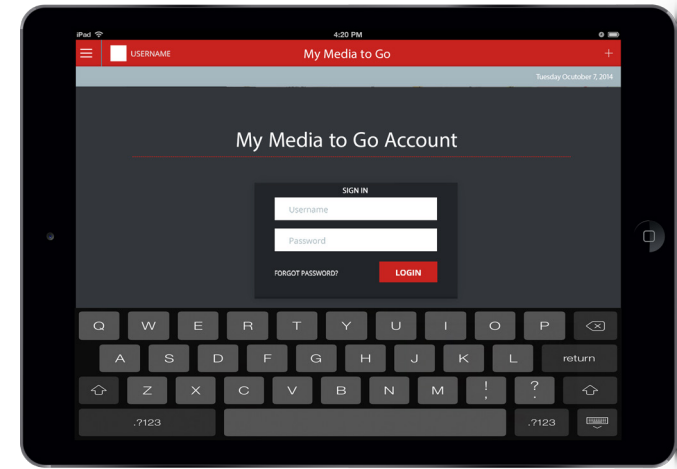 iPad 4:20 PM
USERNAME My Media to Go +
Tuesday Ocutober 7, 2014
My Media to Go Account
SIGN IN
Username
Password
FORGOT PASSWORD? LOGIN
Q W E R T Y U I O P
A S D F G H J K L return
Z X C V B N M ! , ? .
.?123 .?123